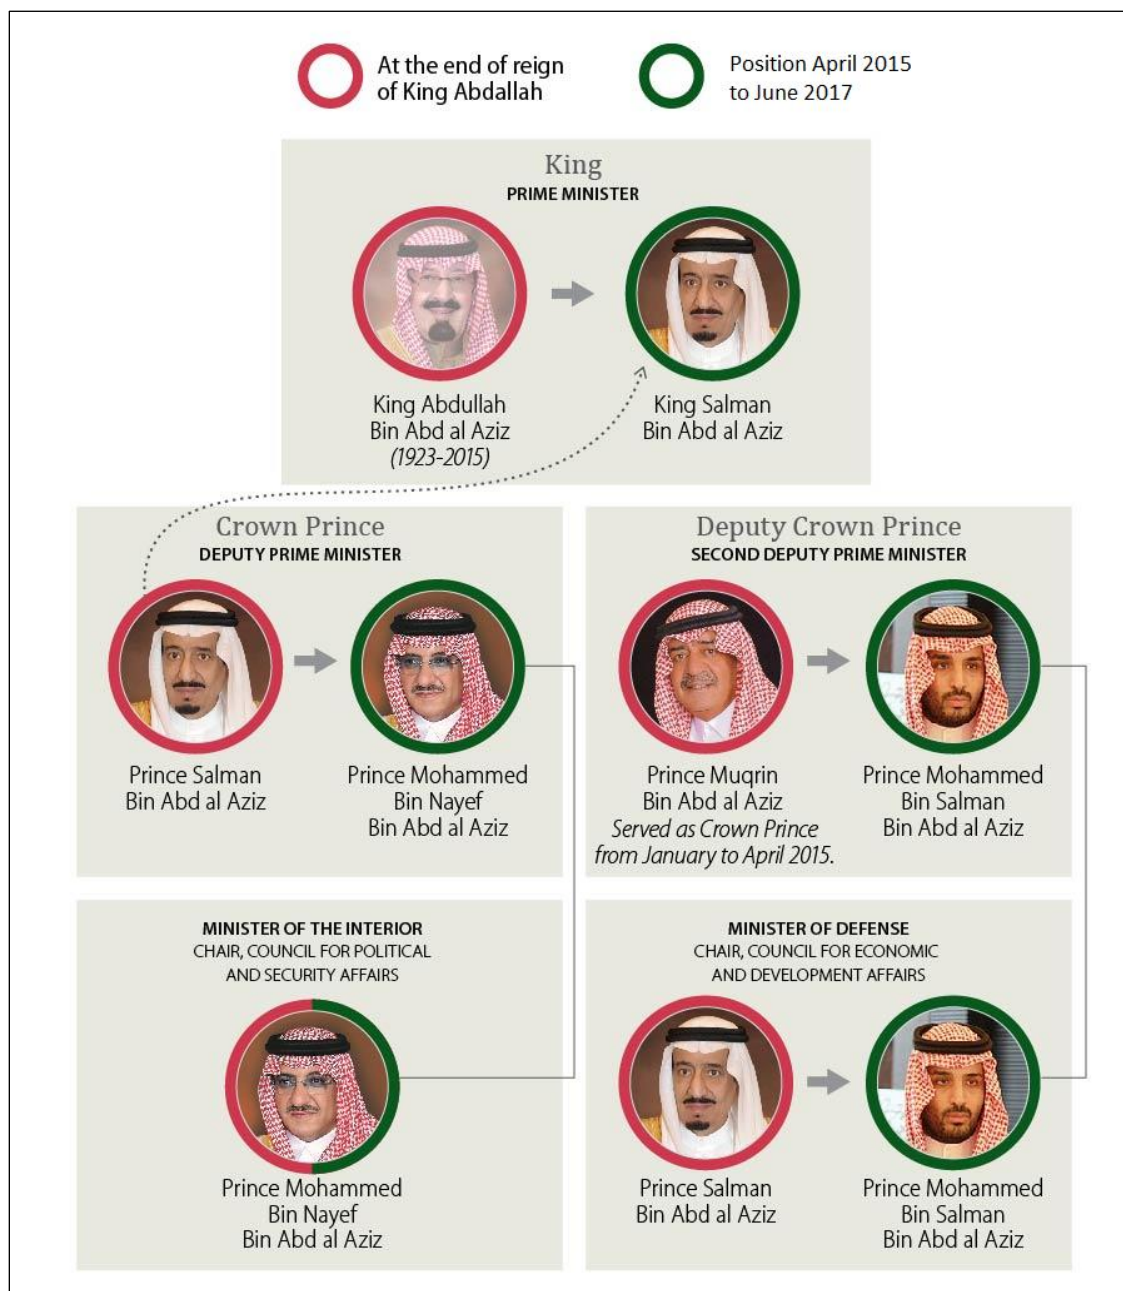 At the end of reign
of King Abdallah
Position April 2015
to June 2017
King
PRIME MINISTER
King Abdullah
Bin Abd al Aziz
(1923-2015)
King Salman
Bin Abd al Aziz
Crown Prince
DEPUTY PRIME MINISTER
Prince Salman
Bin Abd al Aziz
Prince Mohammed
Bin Nayef
Bin Abd al Aziz
Deputy Crown Prince
SECOND DEPUTY PRIME MINISTER
Prince Muqrin
Bin Abd al Aziz
Served as Crown Prince
from January to April 2015.
Prince Mohammed
Bin Salman
Bin Abd al Aziz
MINISTER OF THE INTERIOR
CHAIR, COUNCIL FOR POLITICAL
AND SECURITY AFFAIRS
Prince Mohammed
Bin Nayef
Bin Abd al Aziz
MINISTER OF DEFENSE
CHAIR, COUNCIL FOR ECONOMIC
AND DEVELOPMENT AFFAIRS
Prince Salman
Bin Abd al Aziz
Prince Mohammed
Bin Salman
Bin Abd al Aziz